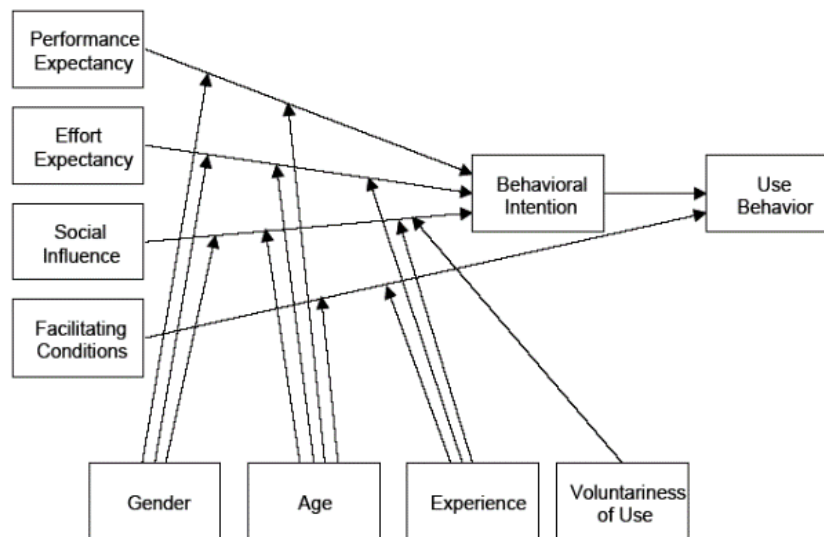 Performance
Expectancy
Effort
Expectancy
Social
Influence
Facilitating
Conditions
Behavioral
Intention
Use
Behavior
Gender
Age
Experience
Voluntariness
of Use